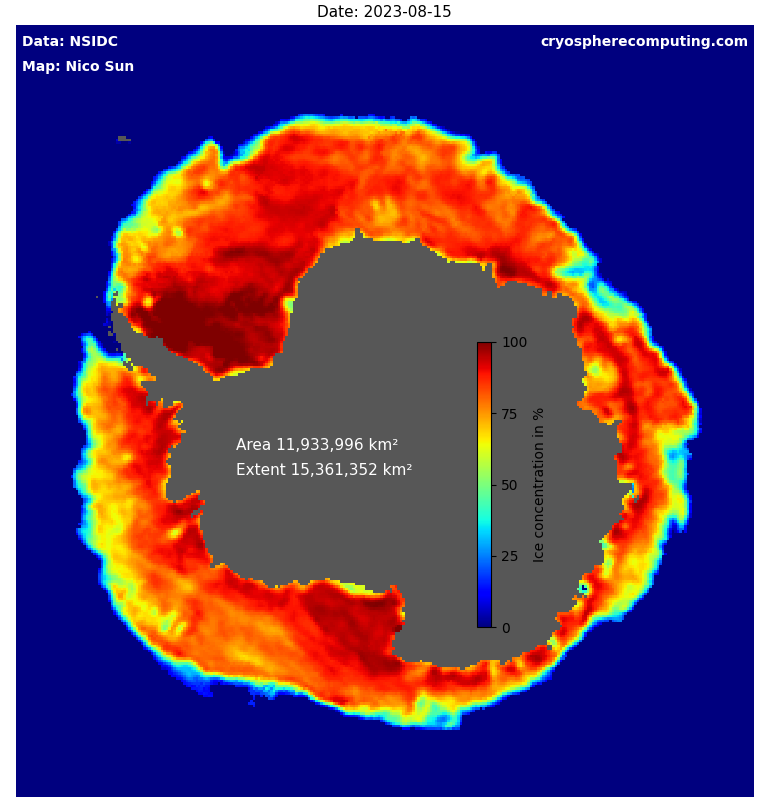 Date: 2023-08-15
Data: NSIDC
cryospherecomputing.com
Map: Nico Sun
100
75
50
25
0
Ice concentration in %
Area 11,933,996 km²
Extent 15,361,352 km²